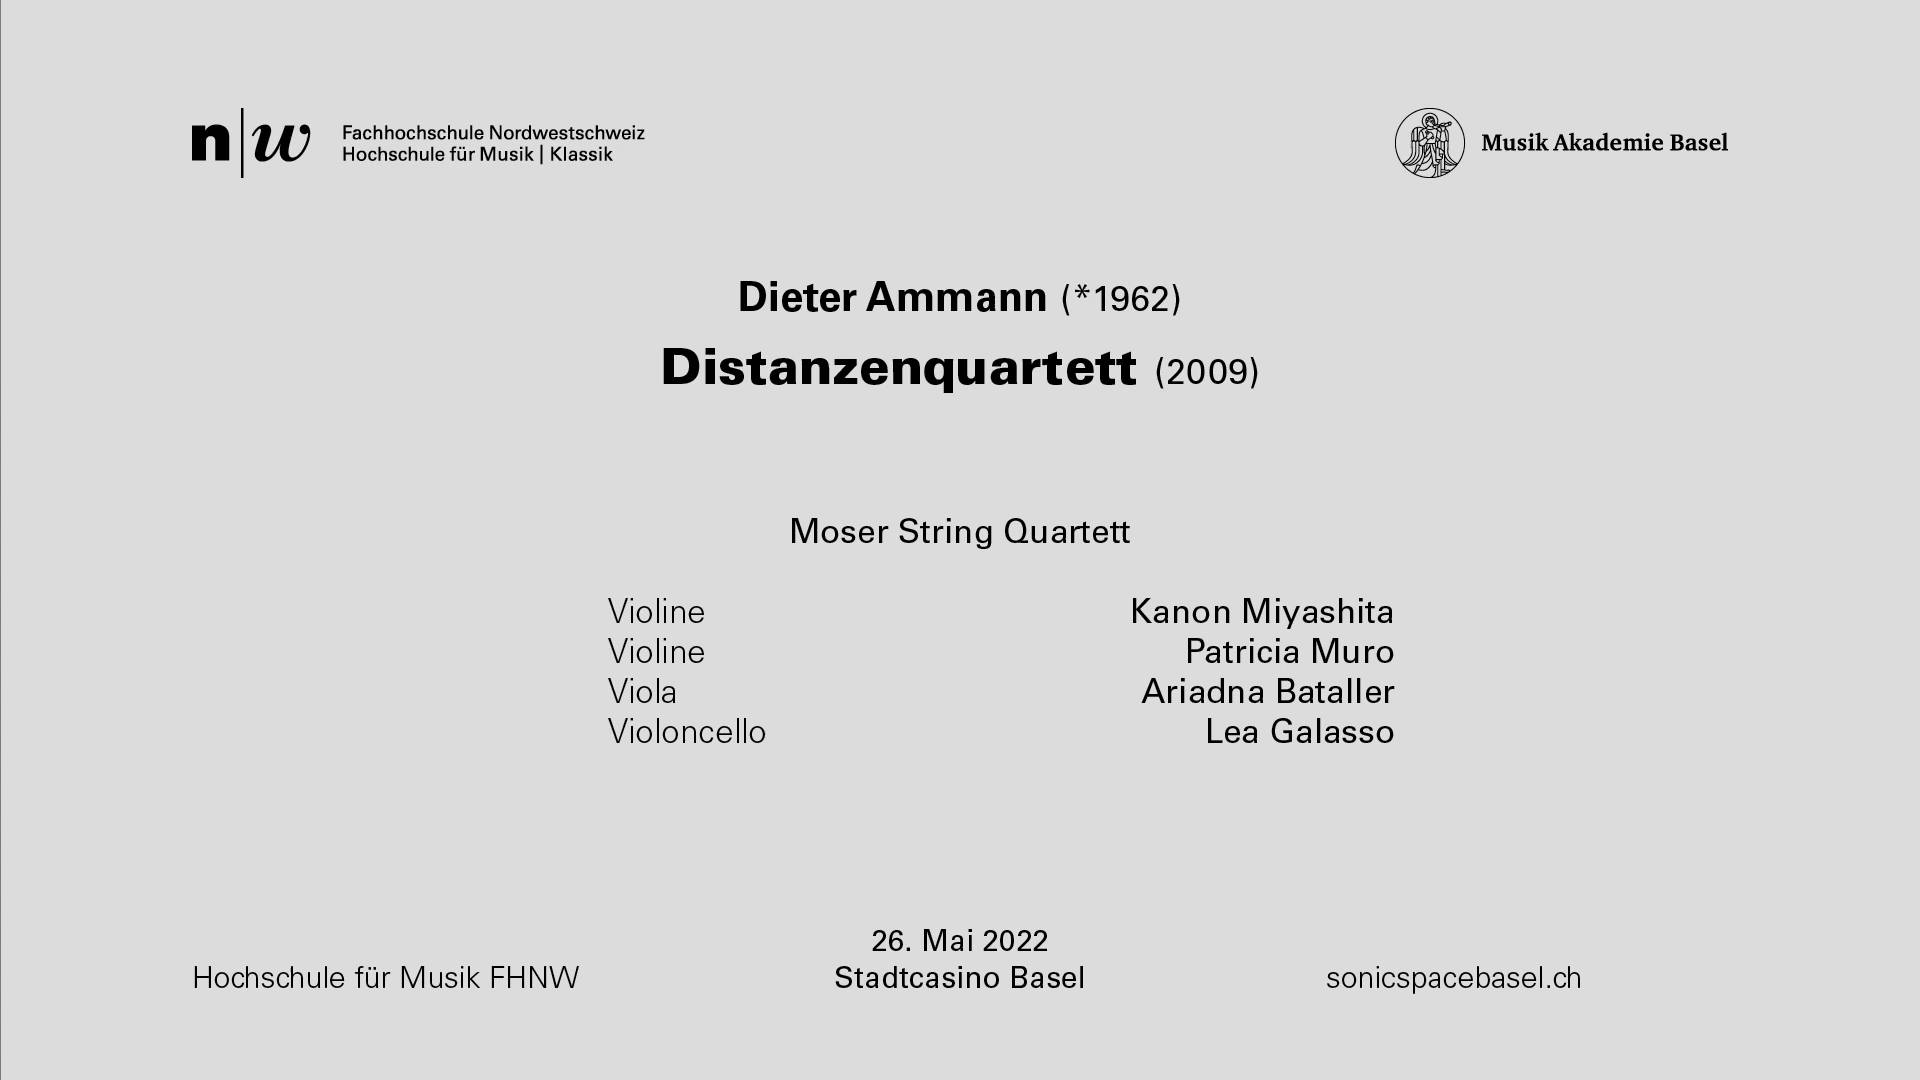 n|w
Fachhochschule Nordwestschweiz
Hochschule für Musik | Klassik
Musik Akademie Basel
Dieter Ammann (*1962)
Distanzenquartett (2009)
Moser String Quartett
Violine Kanon Miyashita
Violine Patricia Muro
Viola Ariadna Bataller
Violoncello Lea Galasso
26. Mai 2022
Hochschule für Musik FHNW Stadtcasino Basel sonicspacebasel.ch